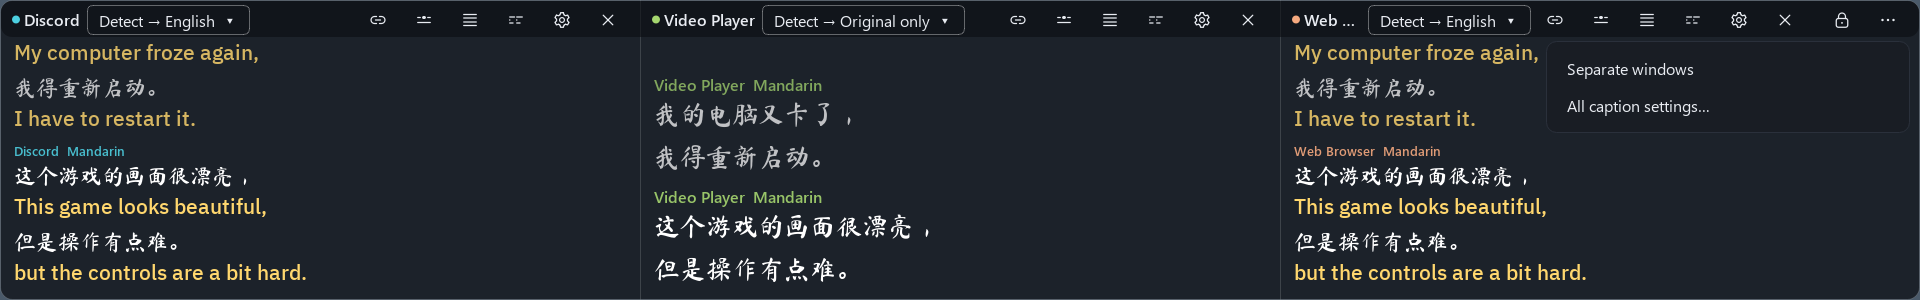 Discord Detect → English ▼
My computer froze again,
我得重新启动。
I have to restart it.
Discord Mandarin
这个游戏的画面很漂亮，
This game looks beautiful,
但是操作有点难。
but the controls are a bit hard.
Video Player Detect → Original only ▼
Video Player Mandarin
我的电脑又卡了，
我得重新启动。
Video Player Mandarin
这个游戏的画面很漂亮，
但是操作有点难。
Web ... Detect → English ▼
My computer froze again,
我得重新启动。
I have to restart it.
Web Browser Mandarin
这个游戏的画面很漂亮，
This game looks beautiful,
但是操作有点难。
but the controls are a bit hard.
Separate windows
All caption settings...